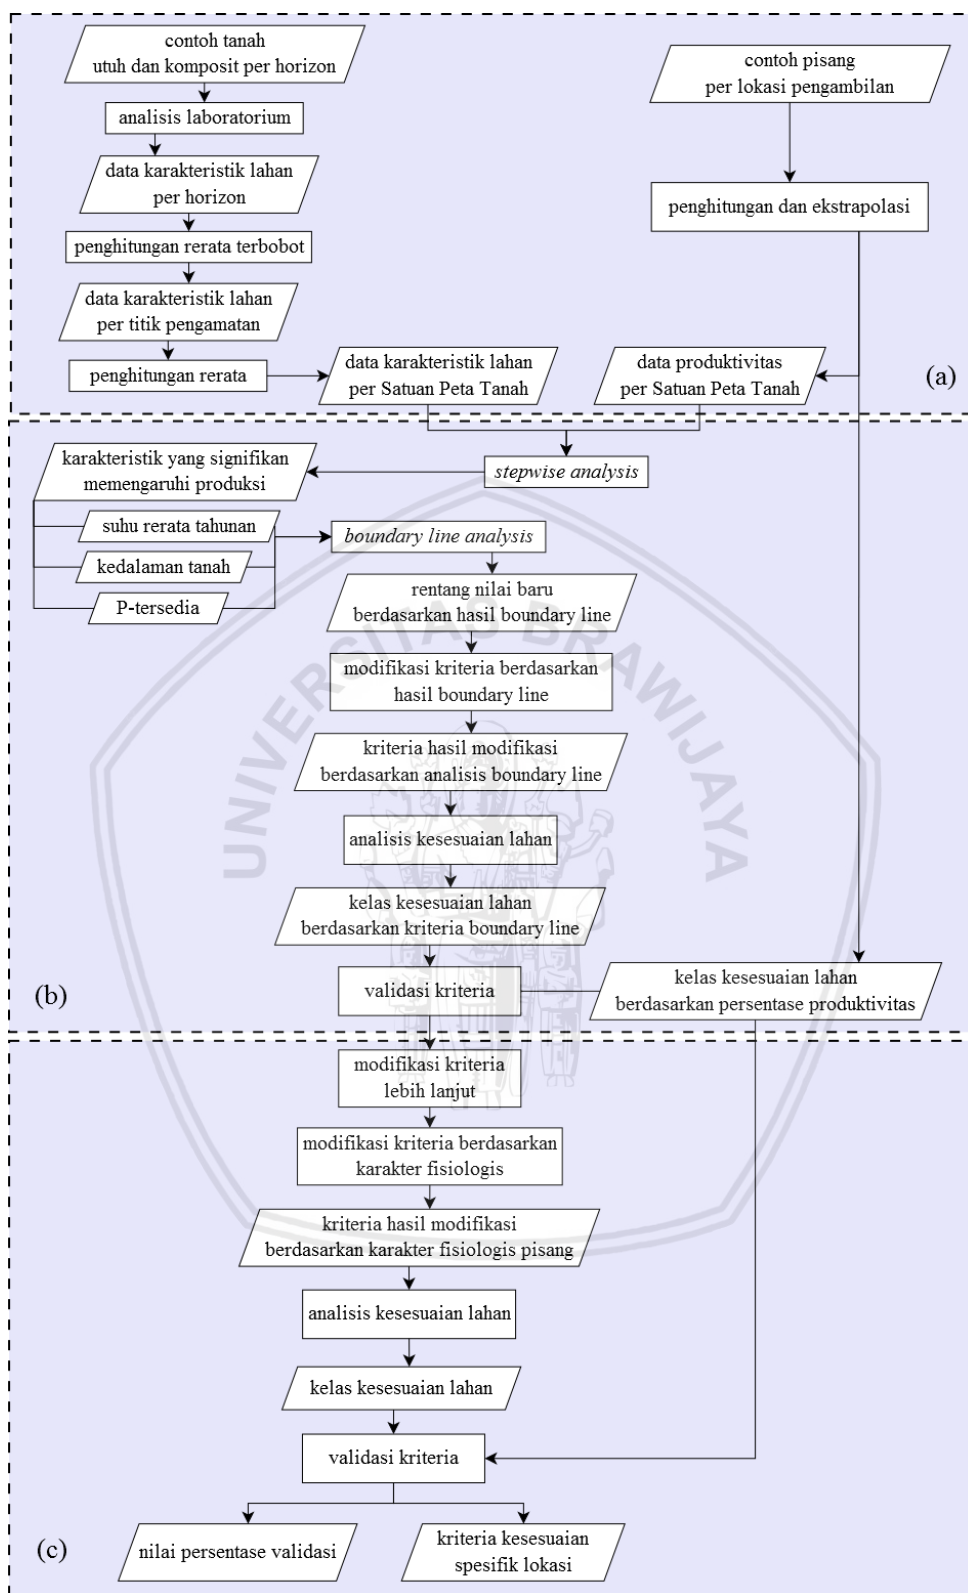 contoh tanah
utuh dan komposit per horizon
analisis laboratorium
data karakteristik lahan
per horizon
penghitungan rerata terbobot
data karakteristik lahan
per titik pengamatan
penghitungan rerata
data karakteristik lahan
per Satuan Peta Tanah
contoh pisang
per lokasi pengambilan
penghitungan dan ekstrapolasi
data produktivitas
per Satuan Peta Tanah
(a)
stepwise analysis
karakteristik yang signifikan
memengaruhi produksi
suhu rerata tahunan
kedalaman tanah
P-tersedia
boundary line analysis
rentang nilai baru
berdasarkan hasil boundary line
modifikasi kriteria berdasarkan
hasil boundary line
kriteria hasil modifikasi
berdasarkan analisis boundary line
analisis kesesuaian lahan
kelas kesesuaian lahan
berdasarkan kriteria boundary line
validasi kriteria
kelas kesesuaian lahan
berdasarkan persentase produktivitas
(b)
UNIVERSITAS BRAWIJAYA
modifikasi kriteria
lebih lanjut
modifikasi kriteria berdasarkan
karakter fisiologis
kriteria hasil modifikasi
berdasarkan karakter fisiologis pisang
analisis kesesuaian lahan
kelas kesesuaian lahan
validasi kriteria
nilai persentase validasi
kriteria kesesuaian
spesifik lokasi
(c)